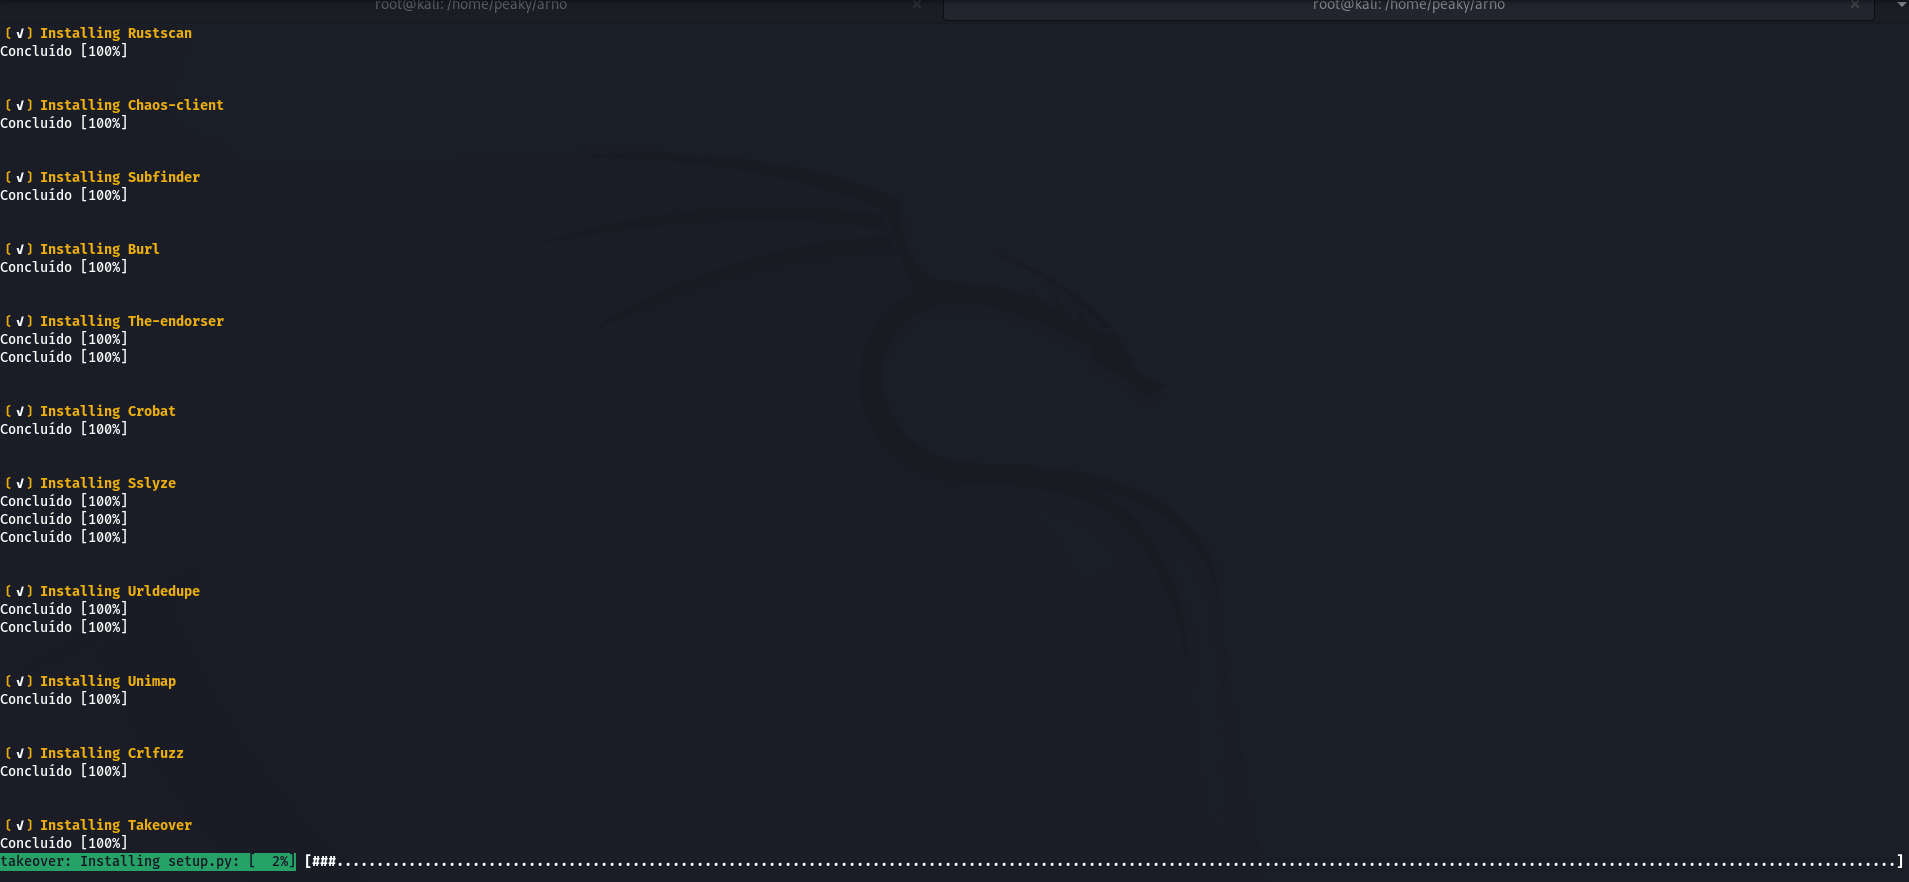 root@kali: /home/peaky/arno × root@kali: /home/peaky/arno ×
[✓] Installing Rustscan
Concluído [100%]
[✓] Installing Chaos-client
Concluído [100%]
[✓] Installing Subfinder
Concluído [100%]
[✓] Installing Burl
Concluído [100%]
[✓] Installing The-endorser
Concluído [100%]
Concluído [100%]
[✓] Installing Crobat
Concluído [100%]
[✓] Installing Sslyze
Concluído [100%]
Concluído [100%]
Concluído [100%]
[✓] Installing Urldedupe
Concluído [100%]
Concluído [100%]
[✓] Installing Unimap
Concluído [100%]
[✓] Installing Crlfuzz
Concluído [100%]
[✓] Installing Takeover
Concluído [100%]
takeover: Installing setup.py: [  2%] [###...................................................................................................................................................................................................]